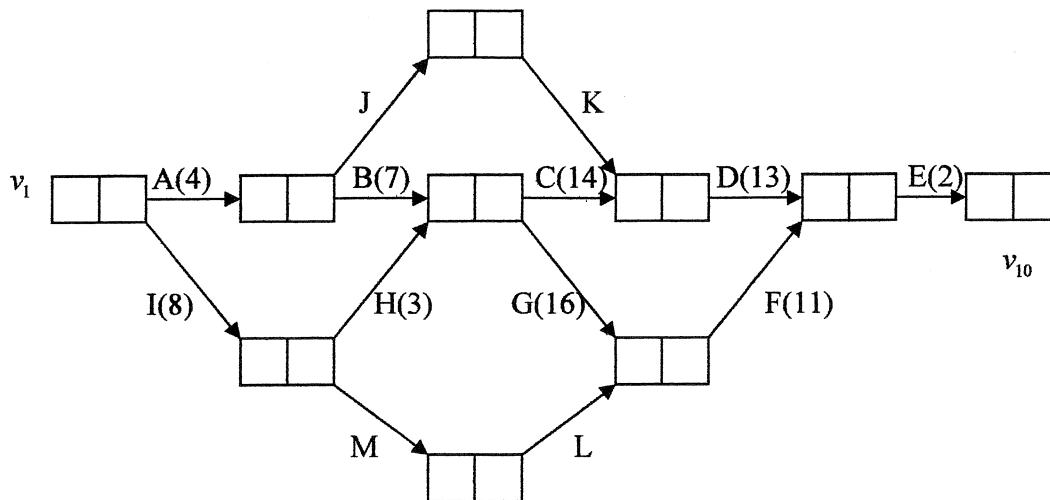 J K
v₁ A(4) B(7) C(14) D(13) E(2)
v₁₀
I(8) H(3) G(16) F(11)
M L